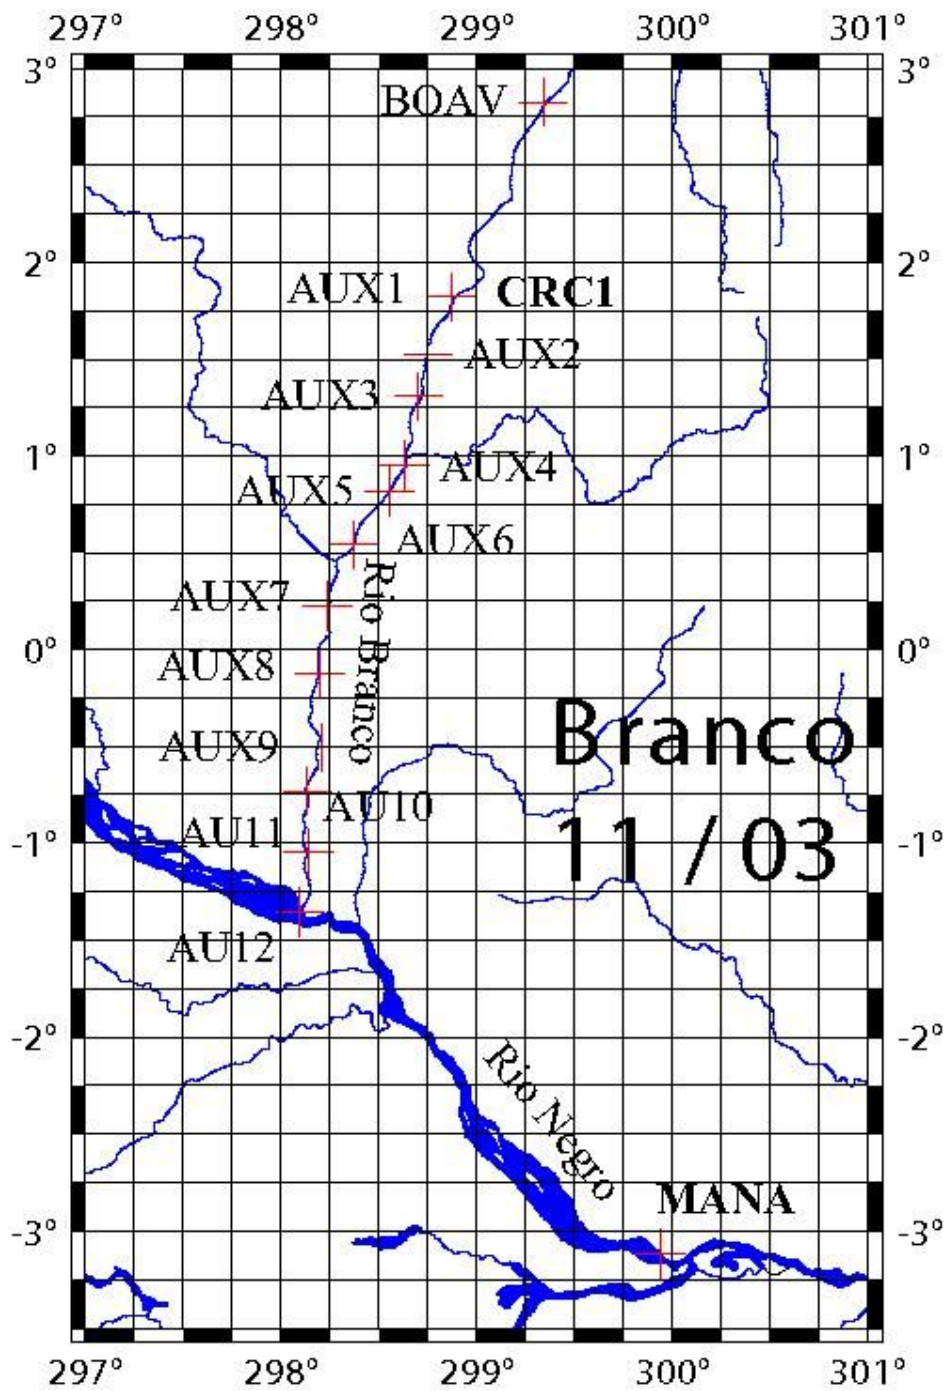 297° 298° 299° 300° 301°
3° 3°
BOAV
2° 2°
AUX1 CRC1
AUX2
AUX3
1° 1°
AUX4
AUX5
AUX6
Rio Branco
AUX7
0° 0°
AUX8
Branco
AUX9
AU10
11 / 03
AU11
-1° -1°
AU12
-2° -2°
Rio Negro
MANA
-3° -3°
297° 298° 299° 300° 301°